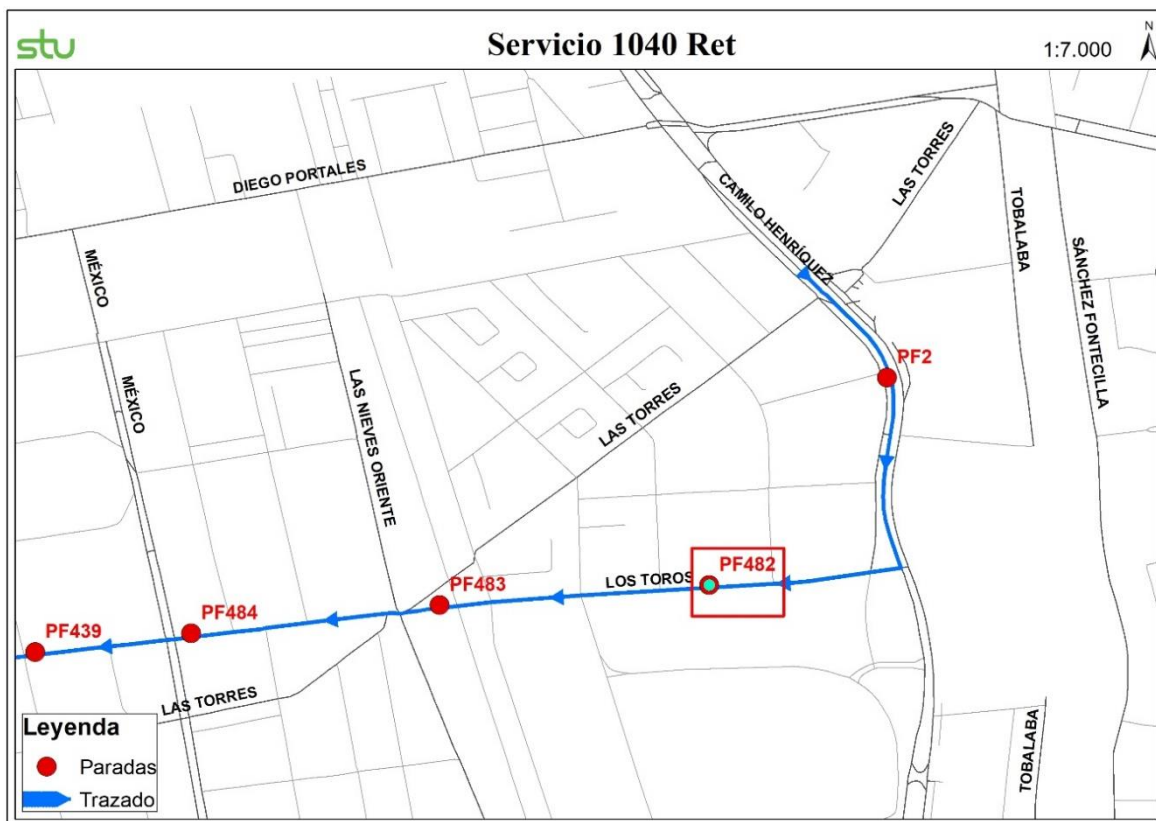 stu
Servicio 1040 Ret
1:7.000
N
DIEGO PORTALES
CAMILO HENRÍQUEZ
LAS TORRES
TOBALABA
SÁNCHEZ FONTECILLA
MÉXICO
MÉXICO
LAS NIEVES ORIENTE
LAS TORRES
PF2
PF482
LOS TOROS
PF483
PF484
PF439
LAS TORRES
TOBALABA
Leyenda
Paradas
Trazado